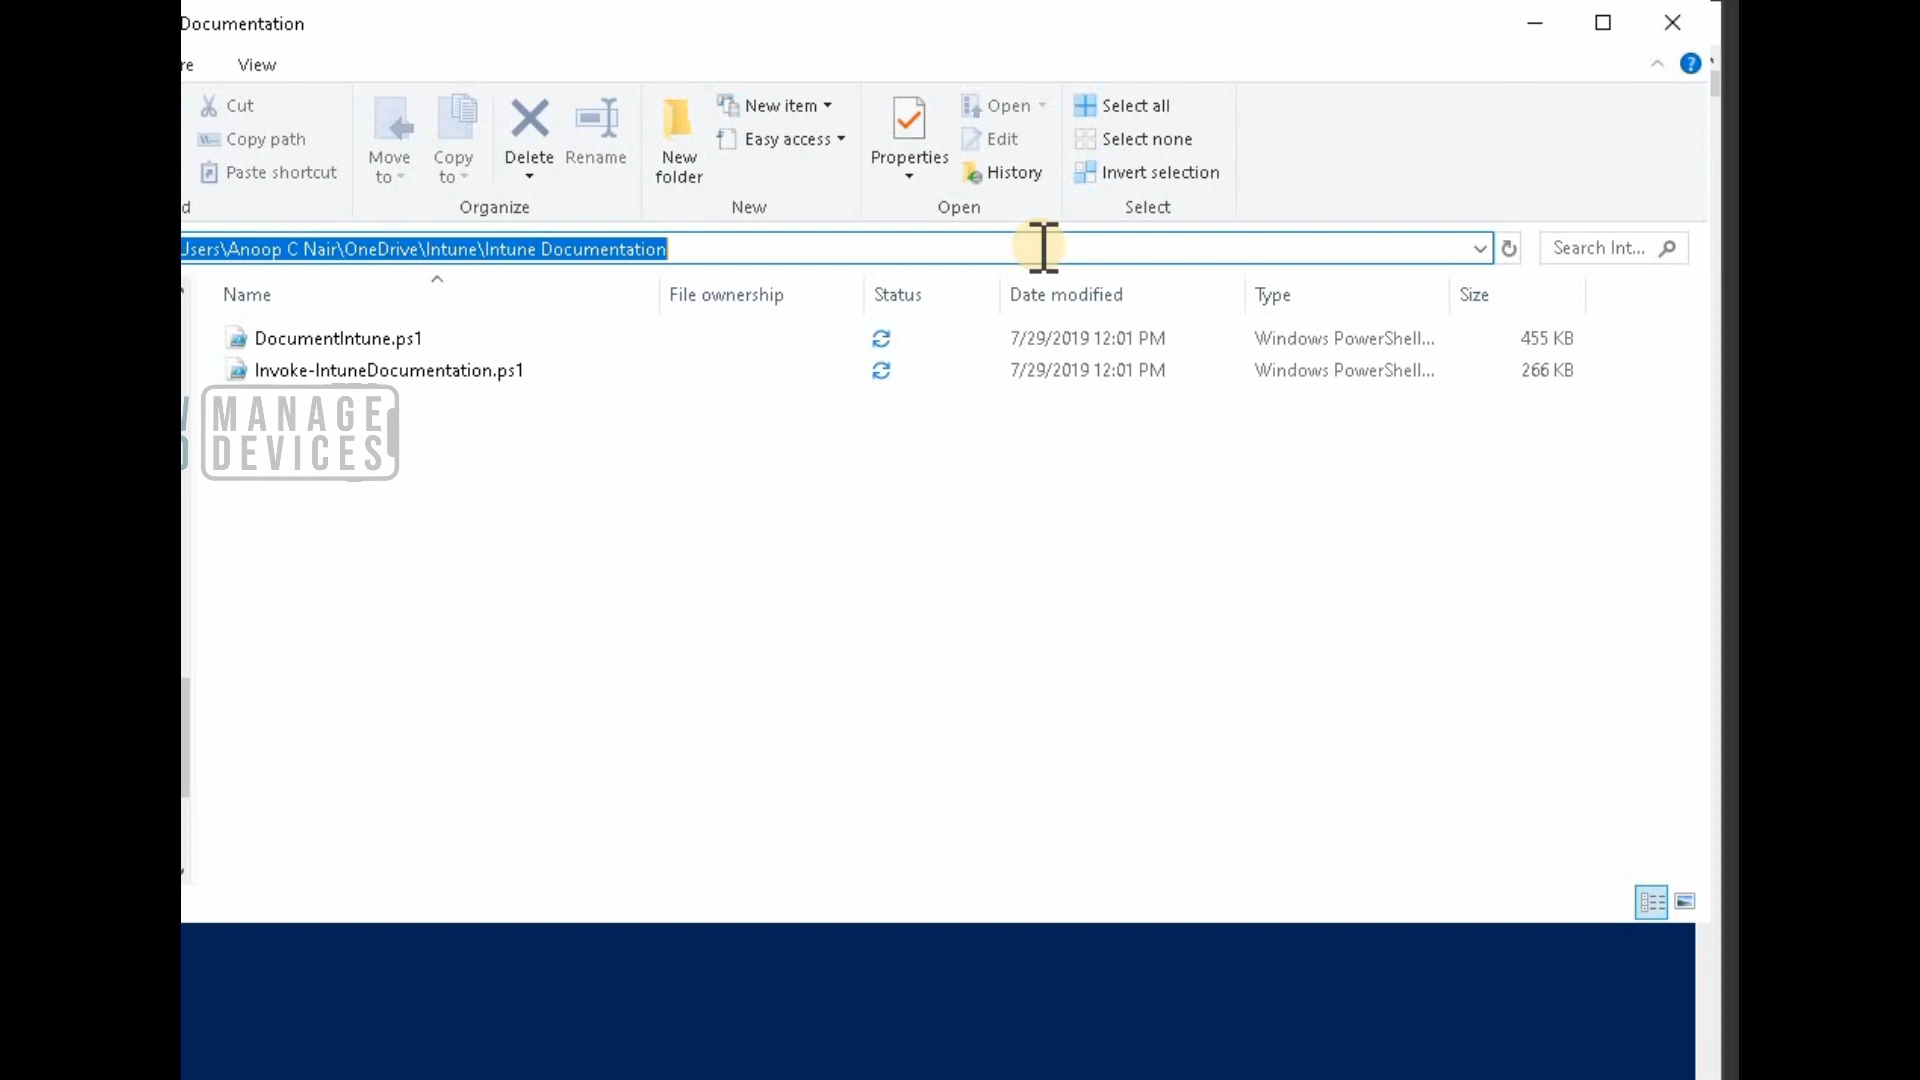 Documentation
re View
Cut
Copy path
Paste shortcut
d
Move to
Copy to
Delete
Rename
Organize
New folder
New item
Easy access
New
Properties
Open
Edit
History
Open
Select all
Select none
Invert selection
Select
Users\Anoop C Nair\OneDrive\Intune\Intune Documentation
Search Int...
Name File ownership Status Date modified Type Size
DocumentIntune.ps1 7/29/2019 12:01 PM Windows PowerShell... 455 KB
Invoke-IntuneDocumentation.ps1 7/29/2019 12:01 PM Windows PowerShell... 266 KB
MANAGE
DEVICES